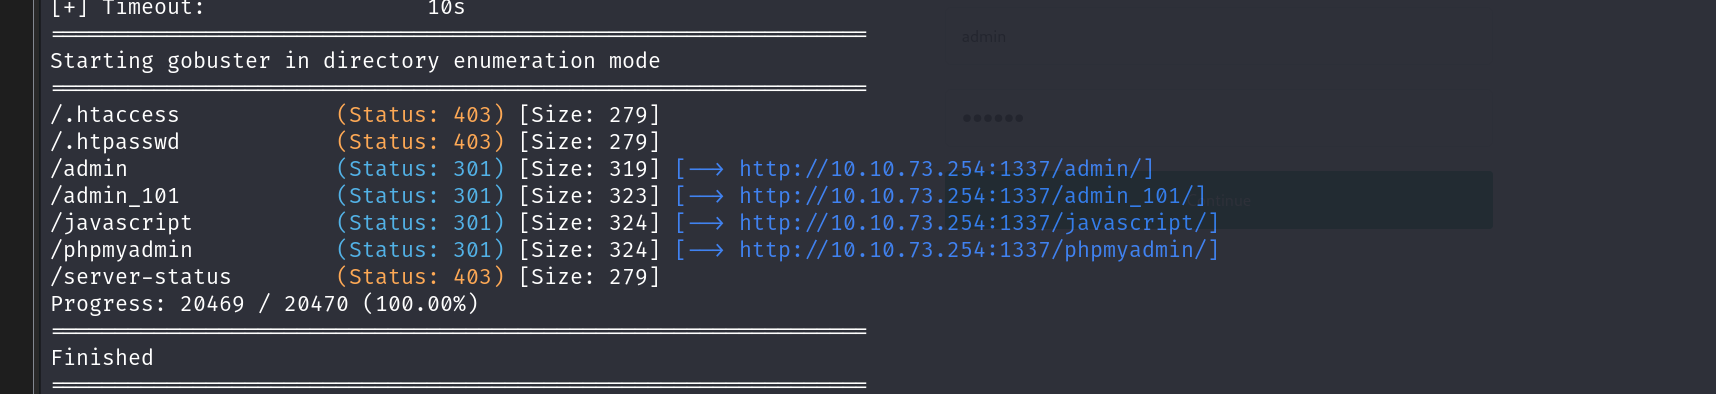 [+] Timeout:                 10s
===============================================================
admin
Starting gobuster in directory enumeration mode
===============================================================
/.htaccess            (Status: 403) [Size: 279]
••••••
/.htpasswd            (Status: 403) [Size: 279]
/admin                (Status: 301) [Size: 319] [--> http://10.10.73.254:1337/admin/]
/admin_101            (Status: 301) [Size: 323] [--> http://10.10.73.254:1337/admin_101/]
/javascript           (Status: 301) [Size: 324] [--> http://10.10.73.254:1337/javascript/]
/phpmyadmin           (Status: 301) [Size: 324] [--> http://10.10.73.254:1337/phpmyadmin/]
/server-status        (Status: 403) [Size: 279]
Progress: 20469 / 20470 (100.00%)
===============================================================
Finished
===============================================================